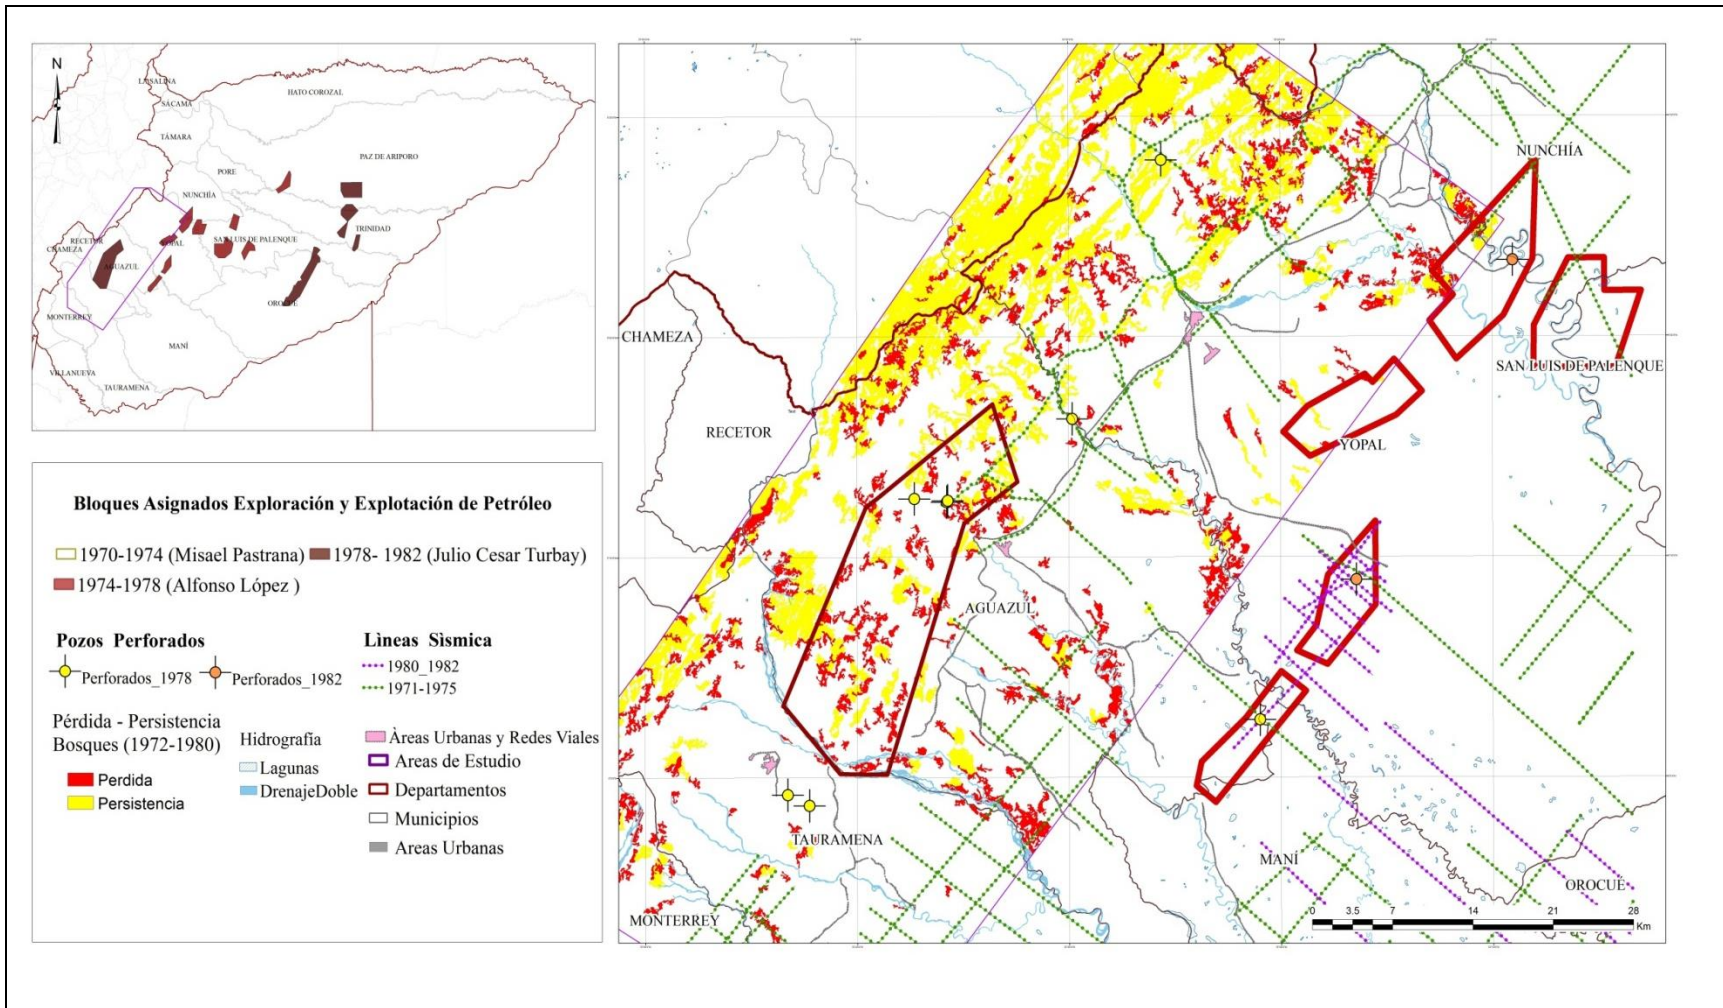 N
LA SALINA
SÁCAMA
HATO COROZAL
TÁMARA
PAZ DE ARIPORO
PORE
NUNCHÍA
TRINIDAD
SAN LUIS DE PALENQUE
YOPAL
RECETOR
CHAMEZA
AGUAZUL
OROCUE
MONTERREY
MANÍ
VILLANUEVA
TAURAMENA
Bloques Asignados Exploración y Explotación de Petróleo
1970-1974 (Misael Pastrana)
1978- 1982 (Julio Cesar Turbay)
1974-1978 (Alfonso López )
Pozos Perforados
Perforados_1978
Perforados_1982
Lìneas Sìsmica
1980_1982
1971-1975
Pérdida - Persistencia
Bosques (1972-1980)
Perdida
Persistencia
Hidrografía
Lagunas
DrenajeDoble
Àreas Urbanas y Redes Viales
Areas de Estudio
Departamentos
Municipios
Areas Urbanas
NUNCHÍA
CHAMEZA
SAN LUIS DE PALENQUE
RECETOR
YOPAL
AGUAZUL
TAURAMENA
MANÍ
OROCUÉ
MONTERREY
0 3.5 7 14 21 28
Km